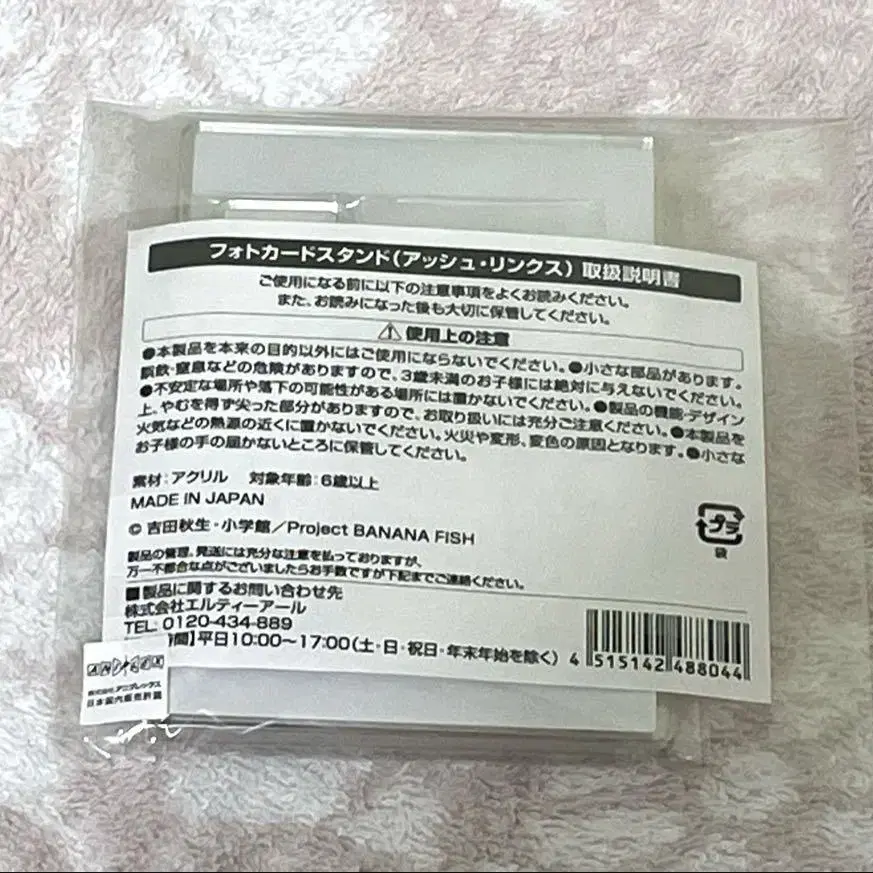 フォトカードスタンド(アッシュ・リンクス) 取扱説明書
ご使用になる前に以下の注意事項をよくお読みください。
また、お読みになった後も大切に保管してください。
⚠使用上の注意
●本製品を本来の目的以外にはご使用にならないでください。●小さな部品があります。
誤飲・窒息などの危険がありますので、3歳未満のお子様には絶対に与えないでください。
●不安定な場所や落下の可能性がある場所には置かないでください。●製品の機能・デザイン
上、やむを得ず尖った部分がありますので、お取り扱いには充分ご注意ください。●本製品を
火気などの熱源の近くに置かないでください。火災や変形、変色の原因となります。●小さな
お子様の手の届かないところに保管してください。
素材:アクリル 対象年齢:6歳以上
MADE IN JAPAN
© 吉田秋生・小学館/Project BANANA FISH
プラ
袋
製品の管理、発送には充分な注意を払っておりますが、
万一不都合な点がございましたらお手数ですが下記までご連絡ください。
■製品に関するお問い合わせ先
株式会社エルティーアール
TEL: 0120-434-889
時間】平日10:00〜17:00(土・日・祝日・年末年始を除く)
4 515142 488044
ANIPLEX
株式会社アニプレックス
日本国内販売許諾